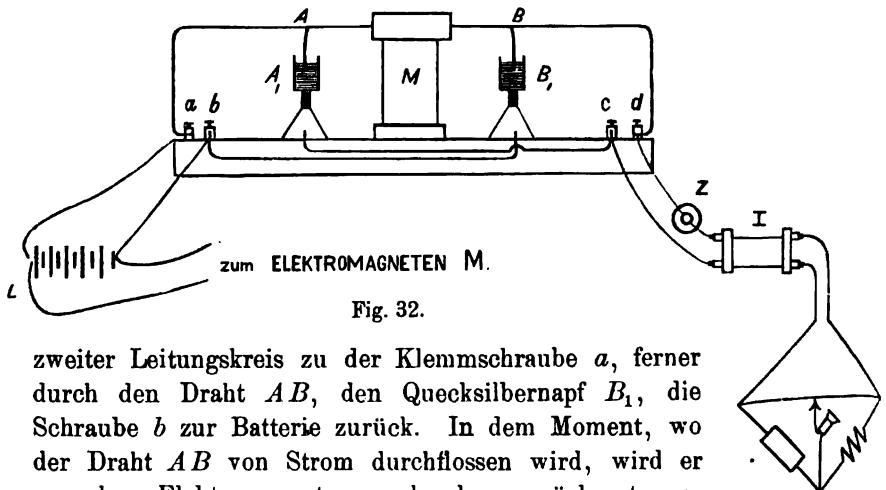 A B
A₁ M B₁
a b c d
Z I
L
zum ELEKTROMAGNETEN M.
Fig. 32.
zweiter Leitungskreis zu der Klemmschraube a, ferner
durch den Draht AB, den Quecksilbernapf B₁, die
Schraube b zur Batterie zurück. In dem Moment, wo
der Draht AB von Strom durchflossen wird, wird er